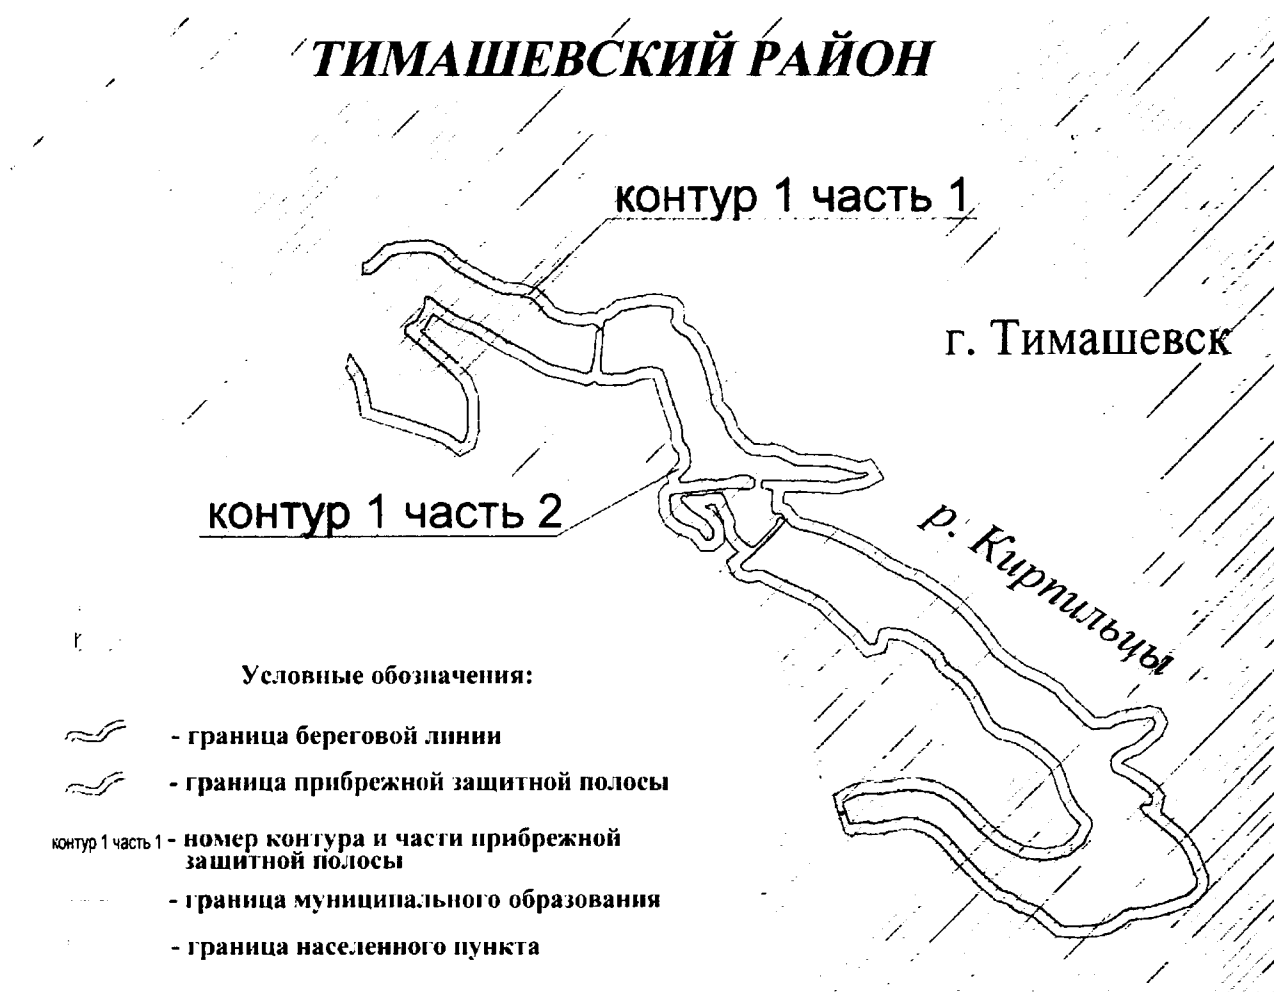 ТИМАШЕВСКИЙ РАЙОН
контур 1 часть 1
г. Тимашевск
контур 1 часть 2
р. Кирпильцы
Условные обозначения:
- граница береговой линии
- граница прибрежной защитной полосы
контур 1 часть 1 - номер контура и части прибрежной
защитной полосы
- граница муниципального образования
- граница населенного пункта